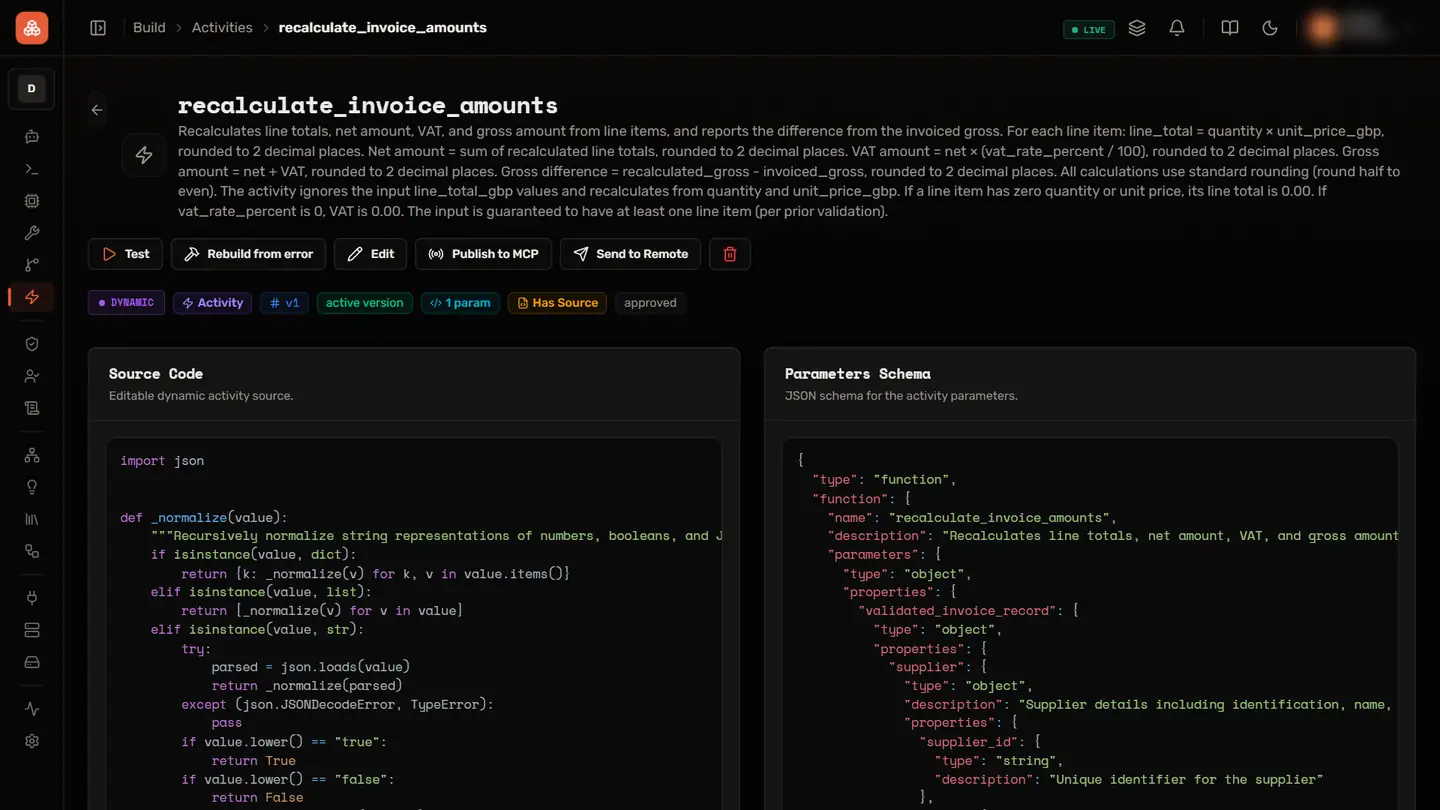 Build > Activities > recalculate_invoice_amounts
LIVE
D
recalculate_invoice_amounts
Recalculates line totals, net amount, VAT, and gross amount from line items, and reports the difference from the invoiced gross. For each line item: line_total = quantity × unit_price_gbp,
rounded to 2 decimal places. Net amount = sum of recalculated line totals, rounded to 2 decimal places. VAT amount = net × (vat_rate_percent / 100), rounded to 2 decimal places. Gross
amount = net + VAT, rounded to 2 decimal places. Gross difference = recalculated_gross - invoiced_gross, rounded to 2 decimal places. All calculations use standard rounding (round half to
even). The activity ignores the input line_total_gbp values and recalculates from quantity and unit_price_gbp. If a line item has zero quantity or unit price, its line total is 0.00. If
vat_rate_percent is 0, VAT is 0.00. The input is guaranteed to have at least one line item (per prior validation).
Test
Rebuild from error
Edit
Publish to MCP
Send to Remote
DYNAMIC
Activity
# v1
active version
</> 1 param
Has Source
approved
Source Code
Editable dynamic activity source.
import json
def _normalize(value):
"""Recursively normalize string representations of numbers, booleans, and J
if isinstance(value, dict):
return {k: _normalize(v) for k, v in value.items()}
elif isinstance(value, list):
return [_normalize(v) for v in value]
elif isinstance(value, str):
try:
parsed = json.loads(value)
return _normalize(parsed)
except (json.JSONDecodeError, TypeError):
pass
if value.lower() == "true":
return True
if value.lower() == "false":
return False
Parameters Schema
JSON schema for the activity parameters.
{
"type": "function",
"function": {
"name": "recalculate_invoice_amounts",
"description": "Recalculates line totals, net amount, VAT, and gross amount
"parameters": {
"type": "object",
"properties": {
"validated_invoice_record": {
"type": "object",
"properties": {
"supplier": {
"type": "object",
"description": "Supplier details including identification, name,
"properties": {
"supplier_id": {
"type": "string",
"description": "Unique identifier for the supplier"
},